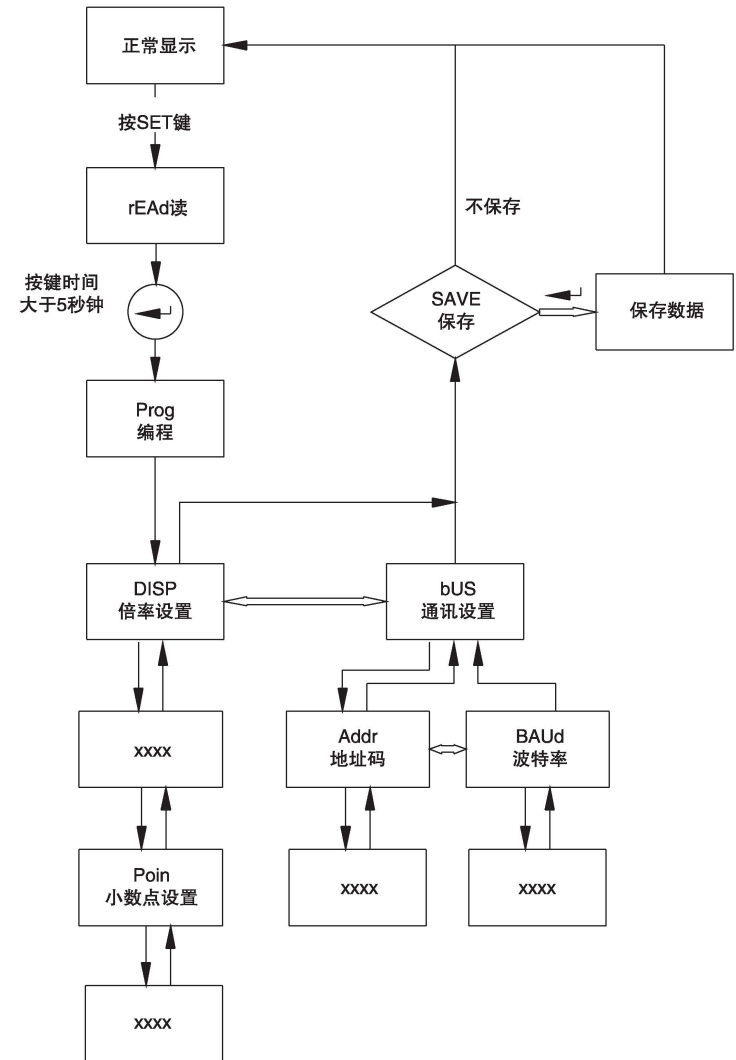 正常显示
按SET键
rEAd读
不保存
按键时间
大于5秒钟
SAVE
保存
保存数据
Prog
编程
DISP
倍率设置
bUS
通讯设置
xxxx
Addr
地址码
BAUd
波特率
Poin
小数点设置
xxxx
xxxx
xxxx